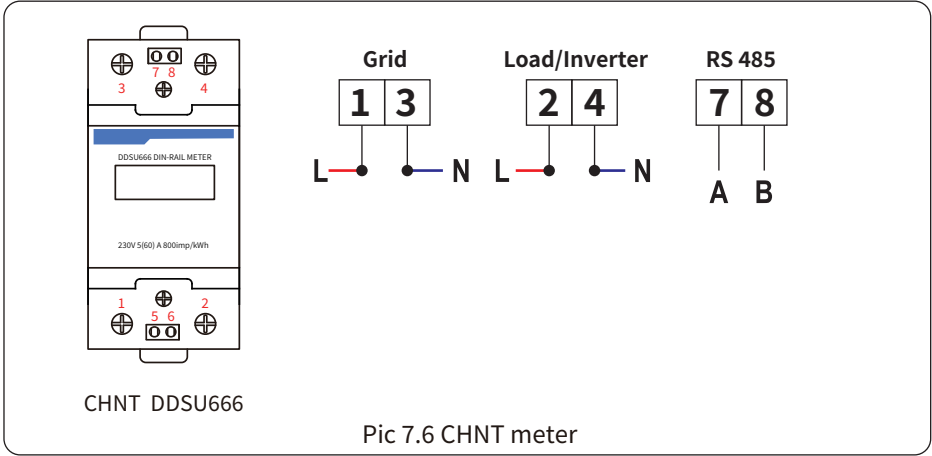 7 8
3 4
DDSU666 DIN-RAIL METER
230V 5(60) A 800imp/kWh
1 2
5 6
CHNT DDSU666
Grid
1 3
L N
Load/Inverter
2 4
L N
RS 485
7 8
A B
Pic 7.6 CHNT meter